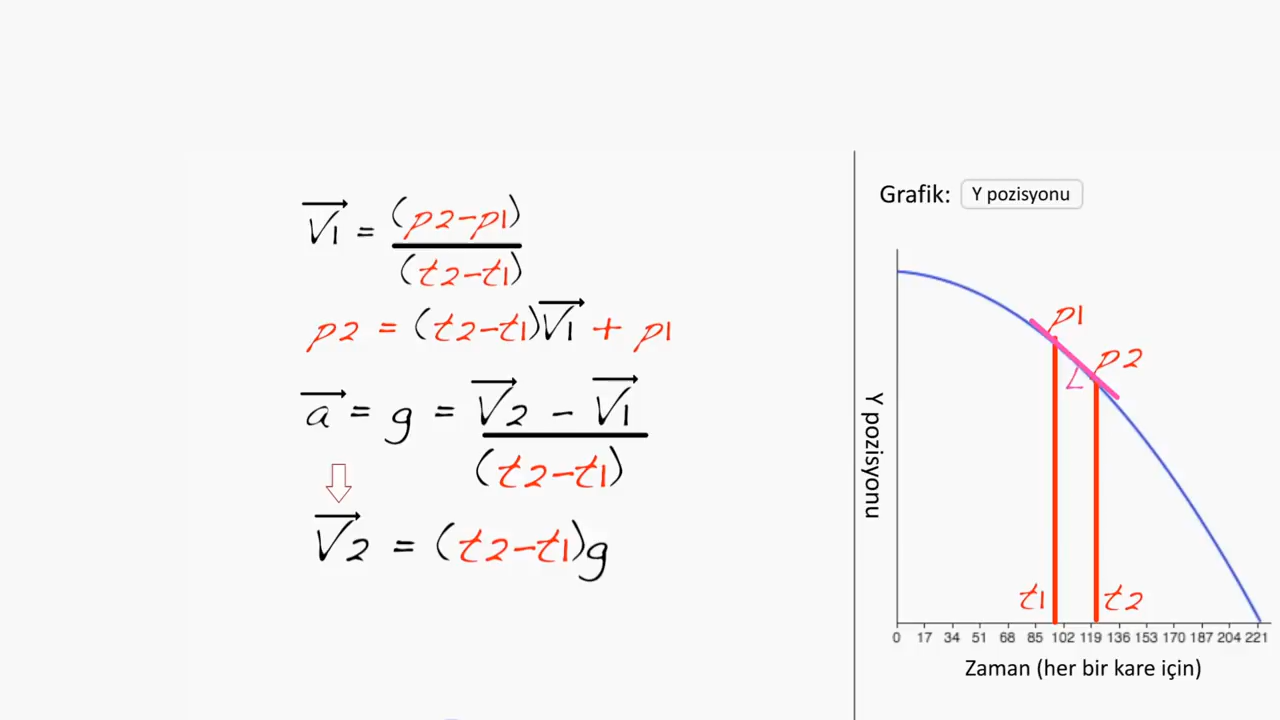 V1 = (p2-p1)
(t2-t1)
p2 = (t2-t1)V1 + p1
a = g = V2 - V1
(t2-t1)
V2 = (t2-t1)g
Grafik: Y pozisyonu
p1
p2
L
Y pozisyonu
t1 t2
0 17 34 51 68 85 102 119 136 153 170 187 204 221
Zaman (her bir kare için)